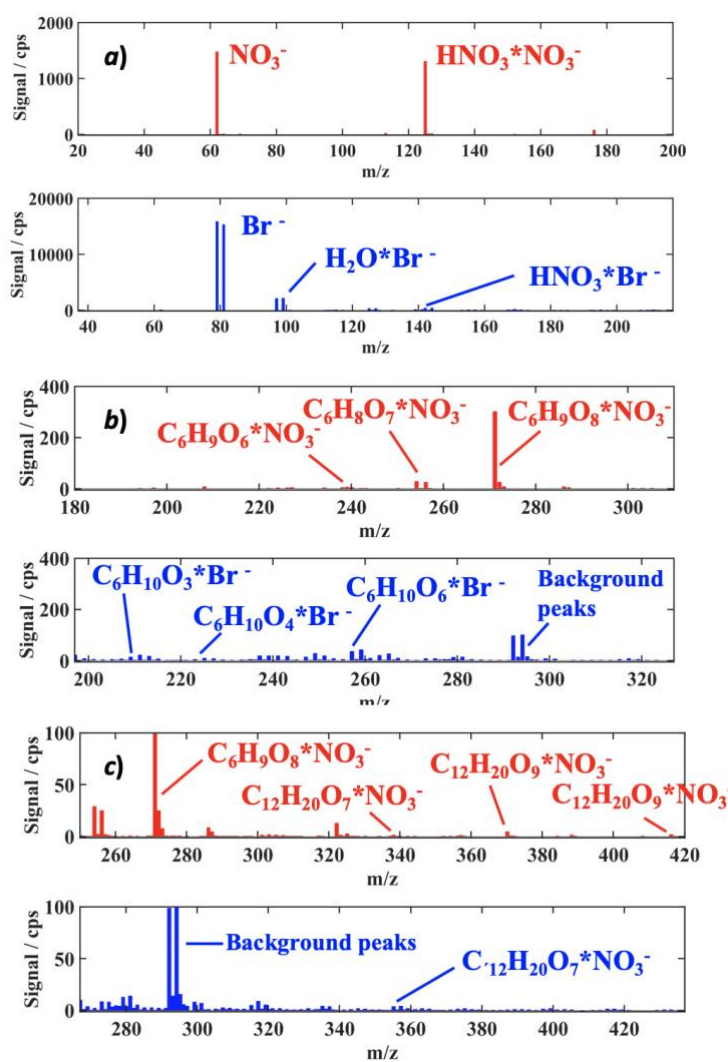 2000
a)
NO₃⁻
HNO₃*NO₃⁻
1000
0
Signal / cps
20 40 60 80 100 120 140 160 180 200
m/z
20000
Br ⁻
10000
H₂O*Br ⁻
HNO₃*Br ⁻
0
Signal / cps
40 60 80 100 120 140 160 180 200
m/z
400
b)
C₆H₈O₇*NO₃⁻
C₆H₉O₆*NO₃⁻
C₆H₉O₈*NO₃⁻
200
0
Signal / cps
180 200 220 240 260 280 300
m/z
400
C₆H₁₀O₃*Br ⁻
C₆H₁₀O₆*Br ⁻
Background
peaks
C₆H₁₀O₄*Br ⁻
200
0
Signal / cps
200 220 240 260 280 300 320
m/z
100
c)
C₆H₉O₈*NO₃⁻
C₁₂H₂₀O₉*NO₃⁻
C₁₂H₂₀O₇*NO₃⁻
C₁₂H₂₀O₉*NO₃⁻
50
0
Signal / cps
260 280 300 320 340 360 380 400 420
m/z
100
Background peaks
C´12H₂₀O₇*NO₃⁻
50
0
Signal / cps
280 300 320 340 360 380 400 420
m/z